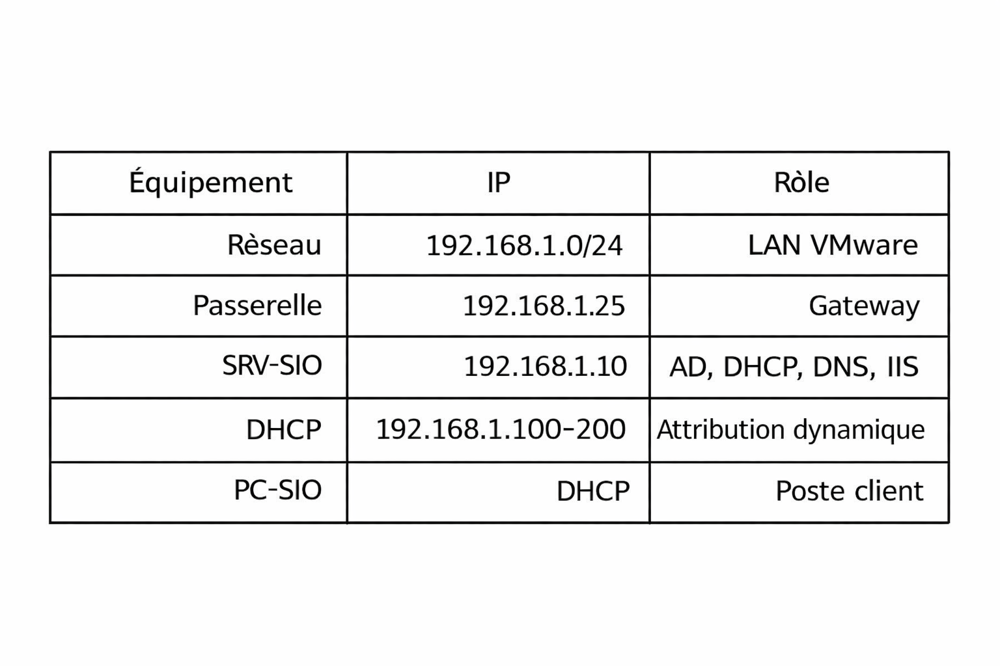 Équipement IP Ròle
Rèseau 192.168.1.0/24 LAN VMware
Passerelle 192.168.1.25 Gateway
SRV-SIO 192.168.1.10 AD, DHCP, DNS, IIS
DHCP 192.168.1.100-200 Attribution dynamique
PC-SIO DHCP Poste client